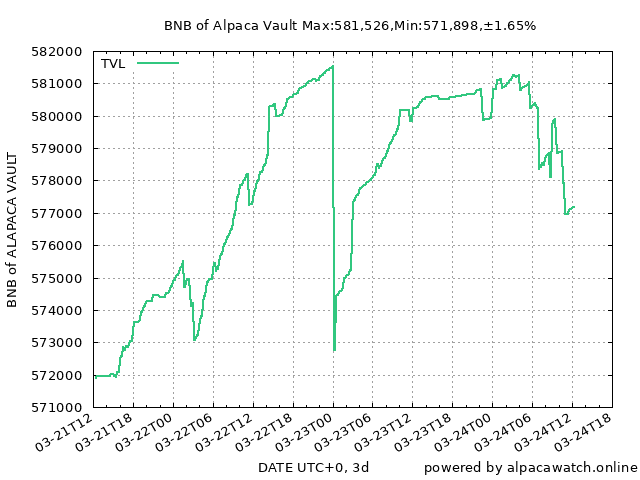 BNB of Alpaca Vault Max:581,526,Min:571,898,±1.65%
TVL
582000
581000
580000
579000
578000
577000
576000
575000
574000
573000
572000
571000
BNB of ALAPACA VAULT
03-21T12
03-21T18
03-22T00
03-22T06
03-22T12
03-22T18
03-23T00
03-23T06
03-23T12
03-23T18
03-24T00
03-24T06
03-24T12
03-24T18
DATE UTC+0, 3d
powered by alpacawatch.online